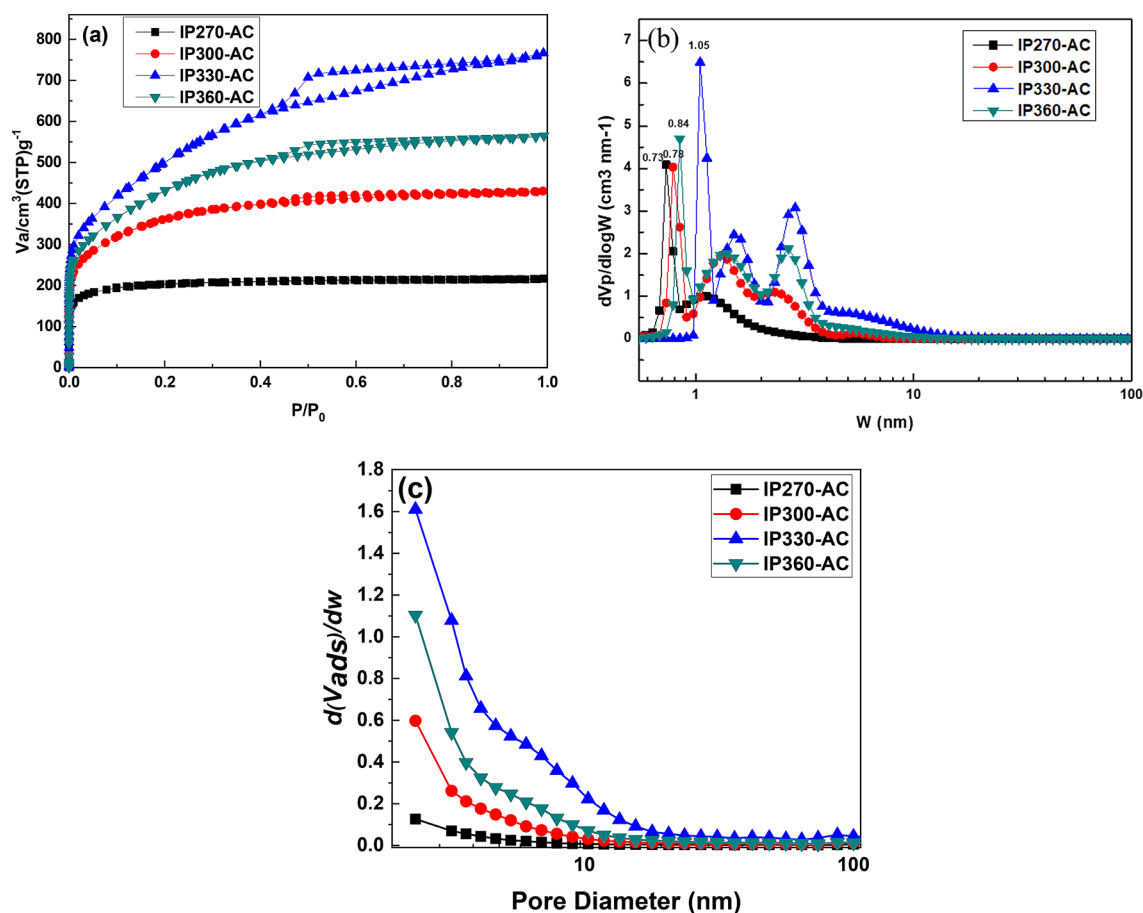 (a)
IP270-AC
IP300-AC
IP330-AC
IP360-AC
800
700
600
500
400
300
200
100
0
Va/cm³(STP)g⁻¹
0.0 0.2 0.4 0.6 0.8 1.0
P/P₀
(b)
IP270-AC
IP300-AC
IP330-AC
IP360-AC
1.05
0.84
0.73
0.78
7
6
5
4
3
2
1
0
dVp/dlogW (cm3 nm-1)
1 10 100
W (nm)
(c)
IP270-AC
IP300-AC
IP330-AC
IP360-AC
1.8
1.6
1.4
1.2
1.0
0.8
0.6
0.4
0.2
0.0
d(Vads)/dw
10 100
Pore Diameter (nm)